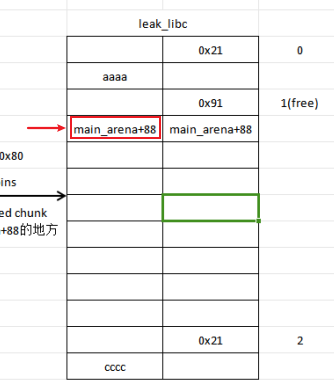 leak_libc
0x21 0
aaaa
0x91 1(free)
main_arena+88 main_arena+88
0x80
ins
ed chunk
+88的地方
0x21 2
cccc